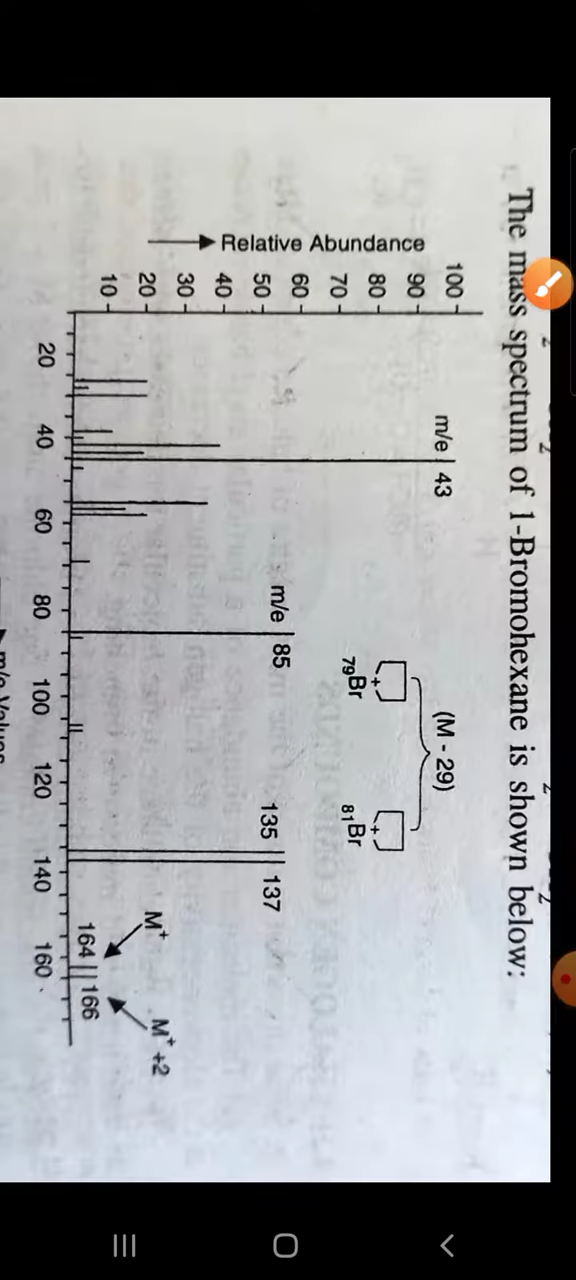 The mass spectrum of 1-Bromohexane is shown below:
(M - 29)
+ +
79Br 81Br
Relative Abundance
100
90
80
70
60
50
40
30
20
10
m/e 43
m/e 85
135 137
M+ M+ +2
164 166
20 40 60 80 100 120 140 160
m/e Values